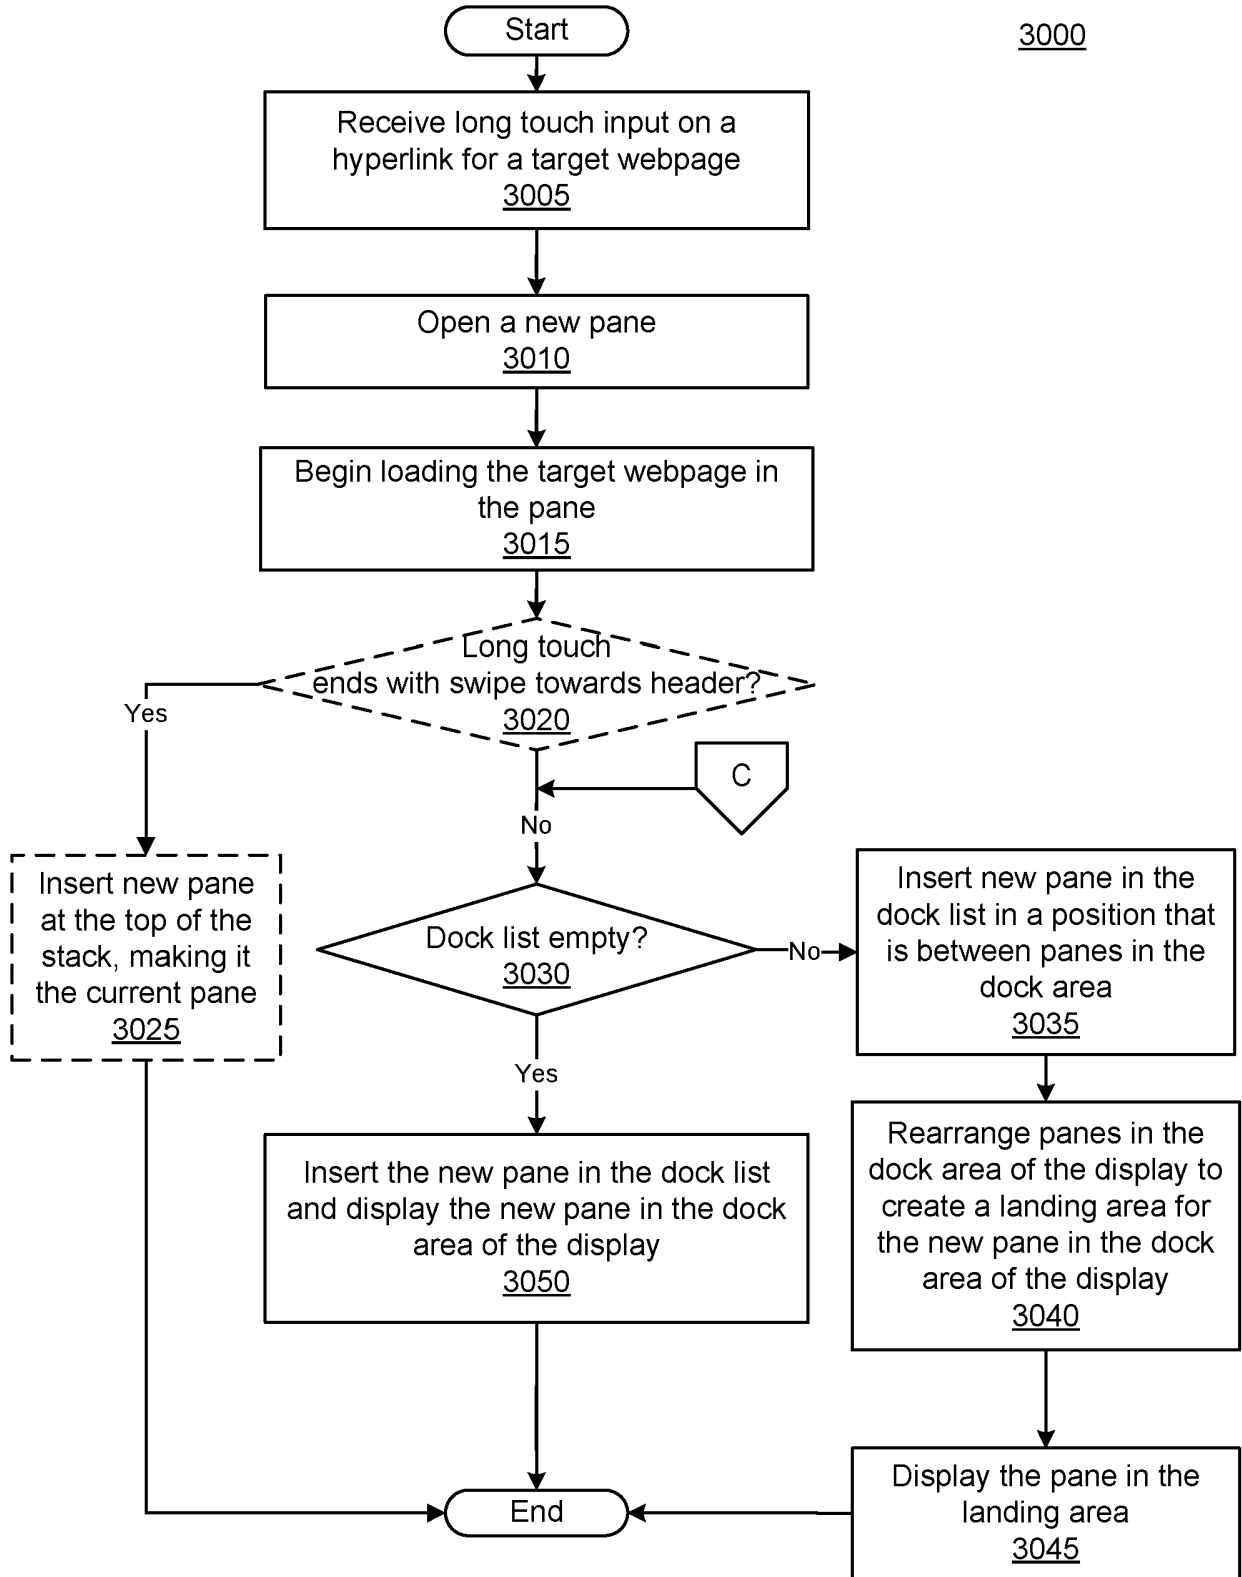 Start
3000
Receive long touch input on a
hyperlink for a target webpage
3005
Open a new pane
3010
Begin loading the target webpage in
the pane
3015
Long touch
ends with swipe towards header?
3020
Yes
C
No
Insert new pane
at the top of the
stack, making it
the current pane
3025
Dock list empty?
3030
No
Insert new pane in the
dock list in a position that
is between panes in the
dock area
3035
Yes
Insert the new pane in the dock list
and display the new pane in the dock
area of the display
3050
Rearrange panes in the
dock area of the display to
create a landing area for
the new pane in the dock
area of the display
3040
Display the pane in the
landing area
3045
End